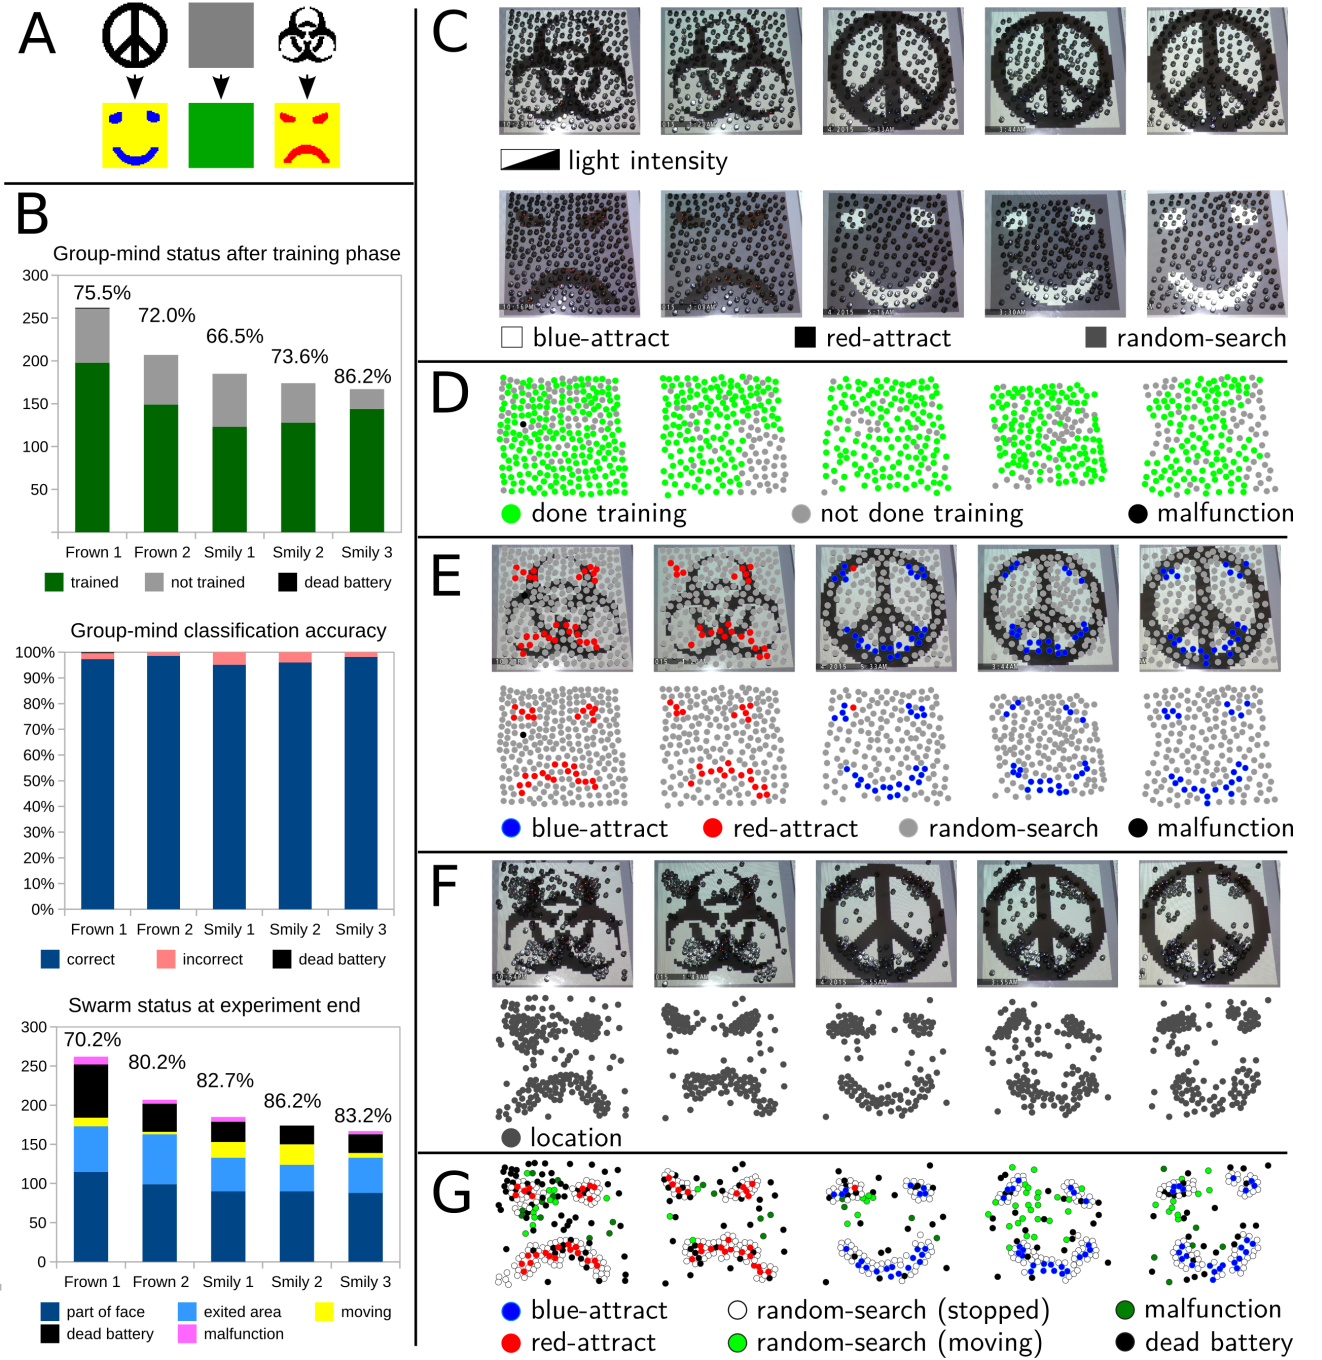 A
B
Group-mind status after training phase
300
250
200
150
100
50
75.5%
72.0%
66.5%
73.6%
86.2%
Frown 1 Frown 2 Smily 1 Smily 2 Smily 3
trained not trained dead battery
Group-mind classification accuracy
100%
90%
80%
70%
60%
50%
40%
30%
20%
10%
0%
Frown 1 Frown 2 Smily 1 Smily 2 Smily 3
correct incorrect dead battery
Swarm status at experiment end
300
250
200
150
100
50
0
70.2%
80.2%
82.7%
86.2%
83.2%
Frown 1 Frown 2 Smily 1 Smily 2 Smily 3
part of face exited area moving
dead battery malfunction
C
light intensity
blue-attract red-attract random-search
D
done training not done training malfunction
E
blue-attract red-attract random-search malfunction
F
location
G
blue-attract random-search (stopped) malfunction
red-attract random-search (moving) dead battery